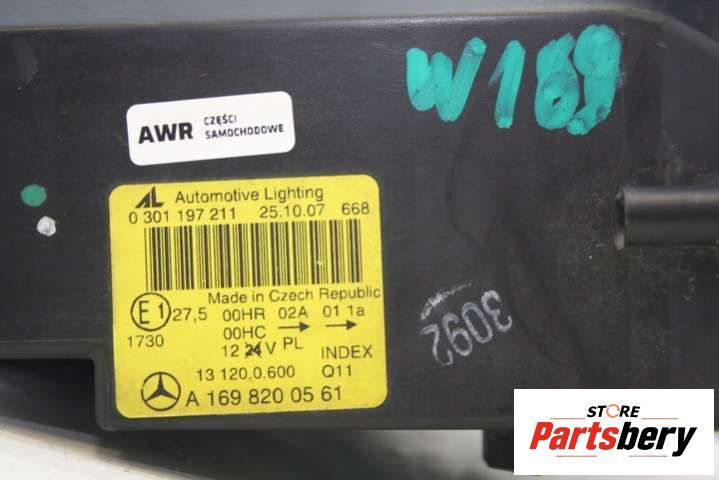 W169
AWR CZĘŚCI
SAMOCHODOWE
AL Automotive Lighting
0 301 197 211 25.10.07 668
Made in Czech Republic
E1 27,5 00HR 02A 01 1a
00HC → →
1730
12 24 V PL INDEX
13 120.0.600 Q11
A 169 820 05 61
3092
STORE
Partsbery